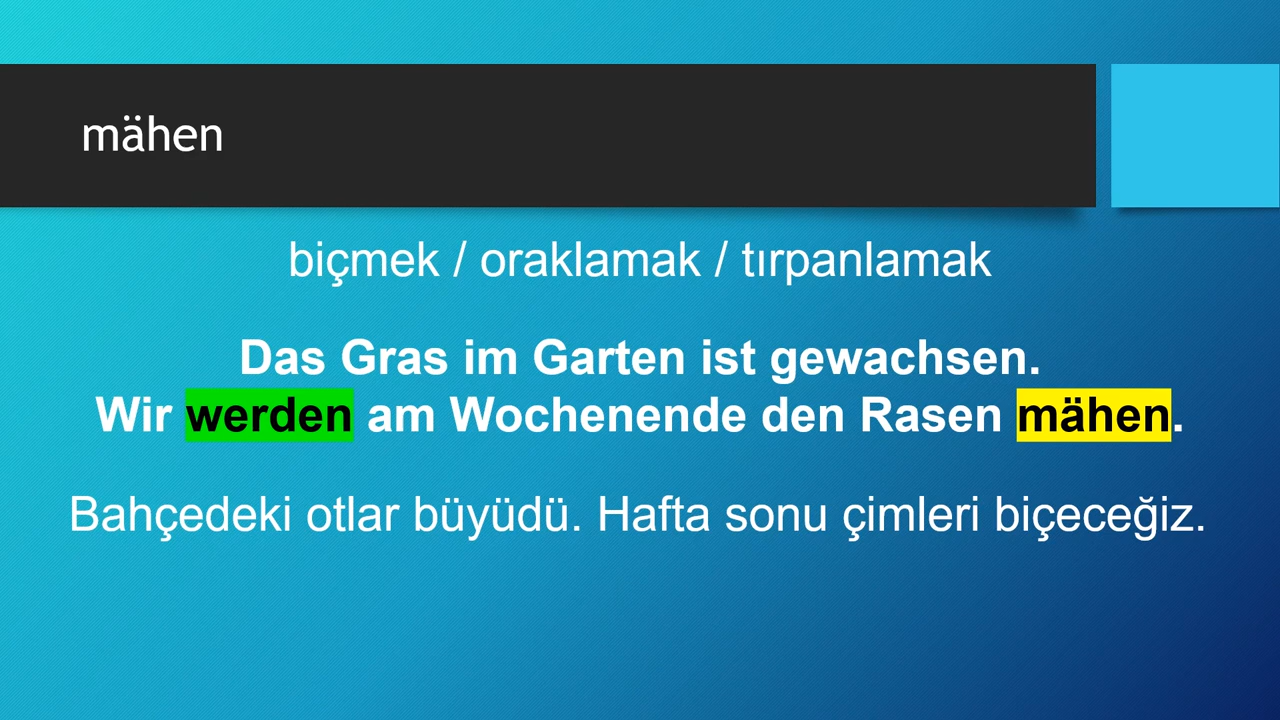 mähen
biçmek / oraklamak / tırpanlamak
Das Gras im Garten ist gewachsen.
Wir werden am Wochenende den Rasen mähen.
Bahçedeki otlar büyüdü. Hafta sonu çimleri biçeceğiz.